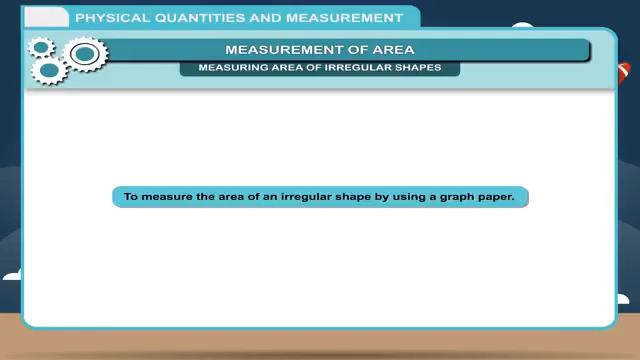 PHYSICAL QUANTITIES AND MEASUREMENT
MEASUREMENT OF AREA
MEASURING AREA OF IRREGULAR SHAPES
To measure the area of an irregular shape by using a graph paper.